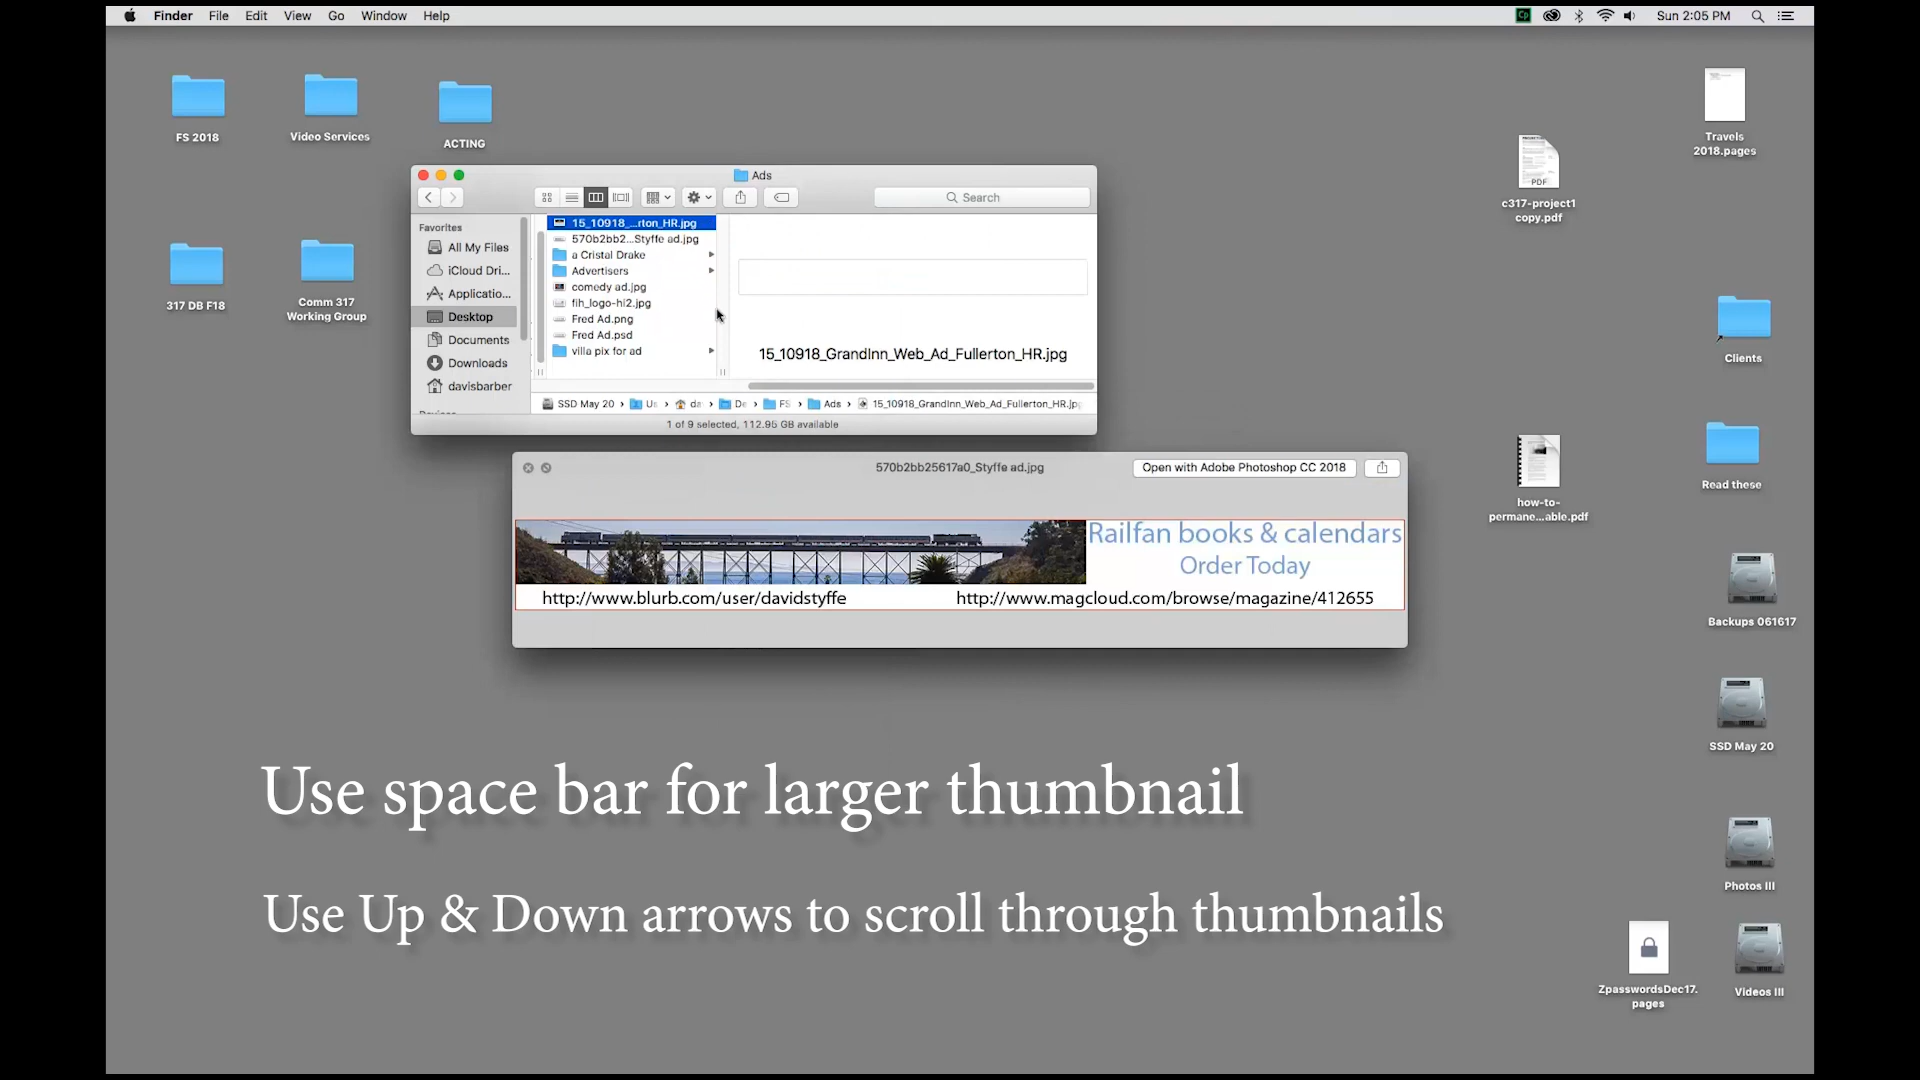 Finder File Edit View Go Window Help
Sun 2:05 PM
FS 2018
Video Services
ACTING
Travels
2018.pages
PDF
c317-project1
copy.pdf
317 DB F18
Comm 317
Working Group
Clients
Read these
how-to-
permane...able.pdf
Backups 061617
SSD May 20
Photos III
ZpasswordsDec17.
pages
Videos III
Ads
Search
Favorites
All My Files
iCloud Dri...
Applicatio...
Desktop
Documents
Downloads
davisbarber
15_10918_...rton_HR.jpg
570b2bb2...Styffe ad.jpg
a Cristal Drake
Advertisers
comedy ad.jpg
fih_logo-hi2.jpg
Fred Ad.png
Fred Ad.psd
villa pix for ad
15_10918_GrandInn_Web_Ad_Fullerton_HR.jpg
SSD May 20 › Us › da › De › FS › Ads › 15_10918_GrandInn_Web_Ad_Fullerton_HR.jpg
1 of 9 selected, 112.95 GB available
570b2bb25617a0_Styffe ad.jpg
Open with Adobe Photoshop CC 2018
Railfan books & calendars
Order Today
http://www.blurb.com/user/davidstyffe
http://www.magcloud.com/browse/magazine/412655
Use space bar for larger thumbnail
Use Up & Down arrows to scroll through thumbnails